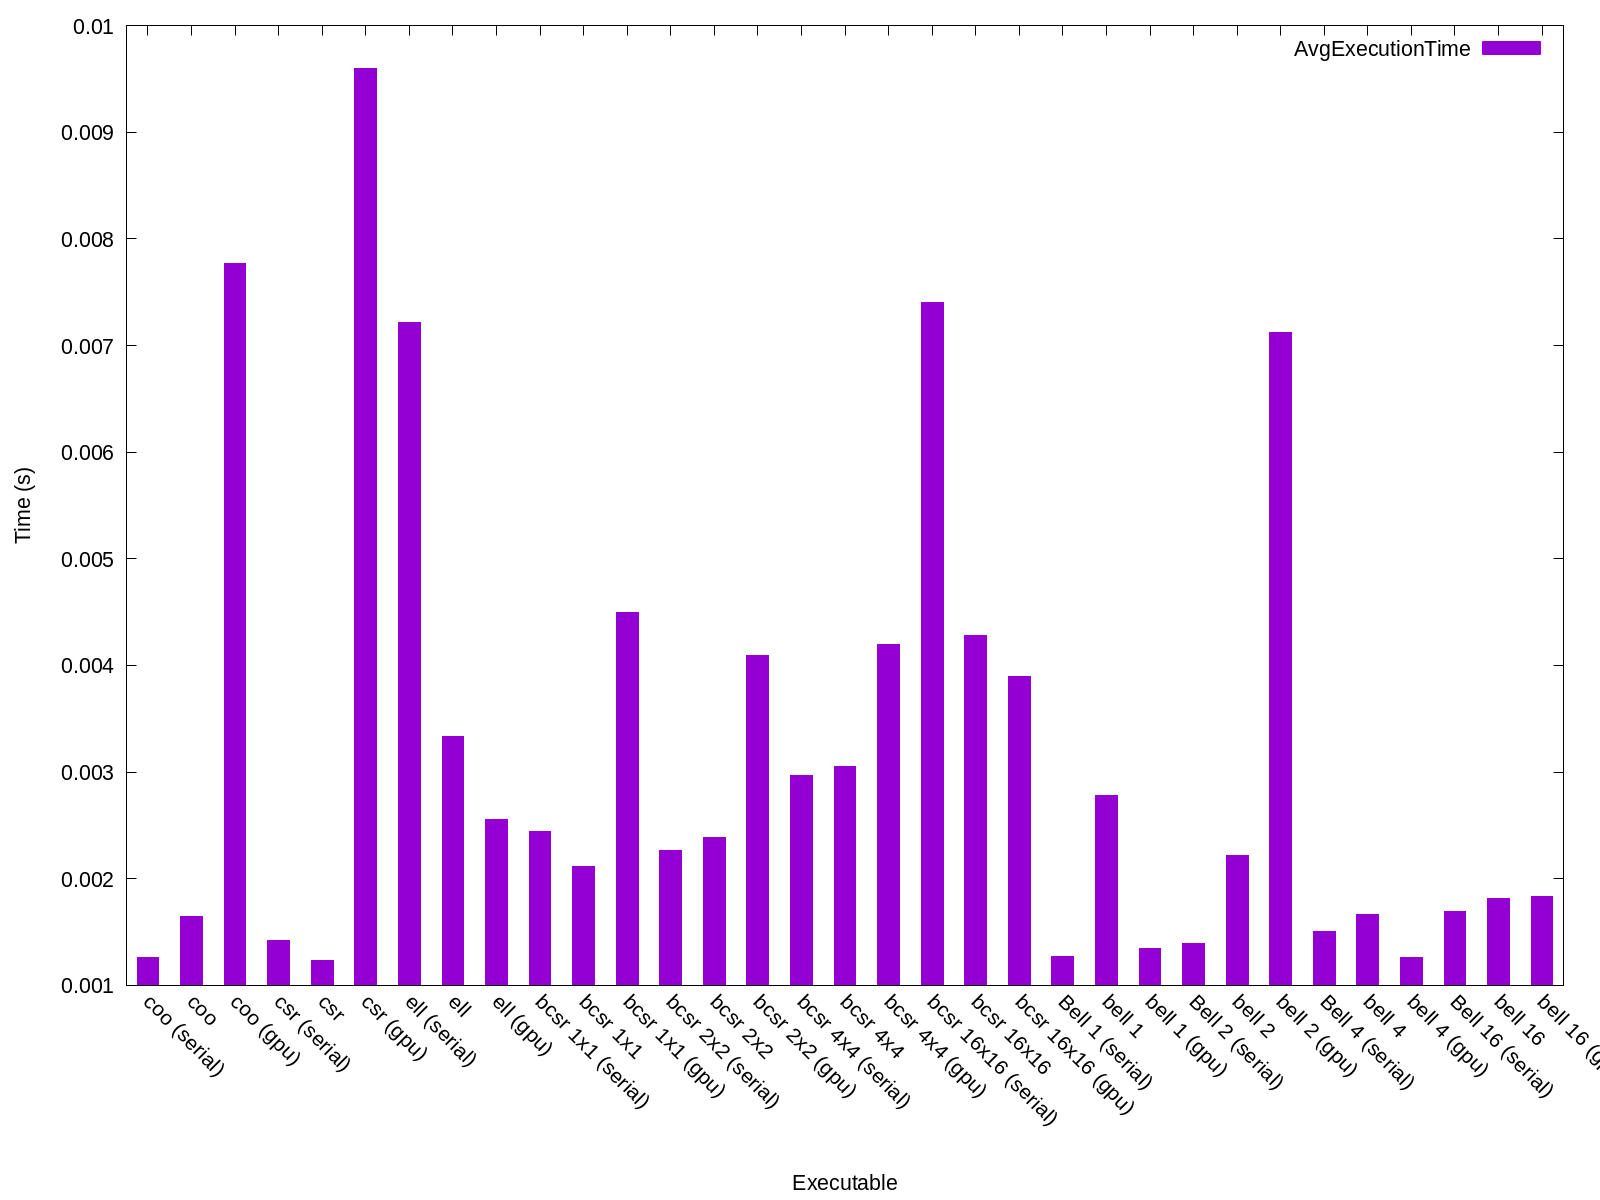 AvgExecutionTime
0.01
0.009
0.008
0.007
0.006
0.005
0.004
0.003
0.002
0.001
Time (s)
coo (serial)
coo
coo (gpu)
csr (serial)
csr
csr (gpu)
ell (serial)
ell
ell (gpu)
bcsr 1x1 (serial)
bcsr 1x1
bcsr 1x1 (gpu)
bcsr 2x2 (serial)
bcsr 2x2
bcsr 2x2 (gpu)
bcsr 4x4 (serial)
bcsr 4x4
bcsr 4x4 (gpu)
bcsr 16x16 (serial)
bcsr 16x16
bcsr 16x16 (gpu)
Bell 1 (serial)
bell 1
bell 1 (gpu)
Bell 2 (serial)
bell 2
bell 2 (gpu)
Bell 4 (serial)
bell 4
bell 4 (gpu)
Bell 16 (serial)
bell 16
bell 16 (g
Executable